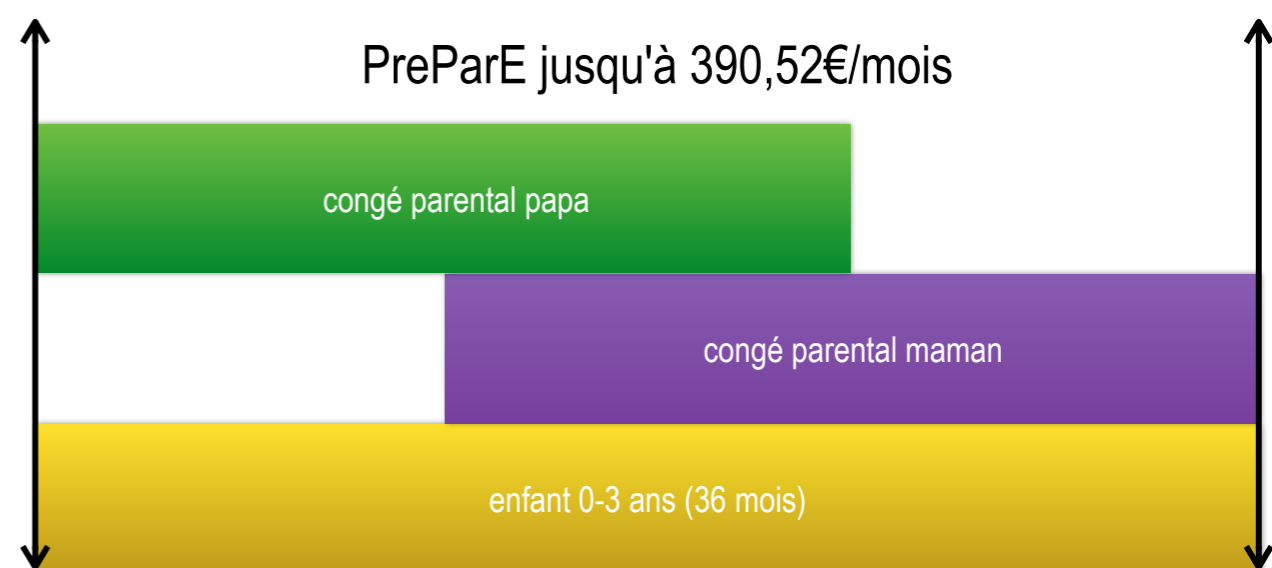 PreParE jusqu'à 390,52€/mois
congé parental papa
congé parental maman
enfant 0-3 ans (36 mois)